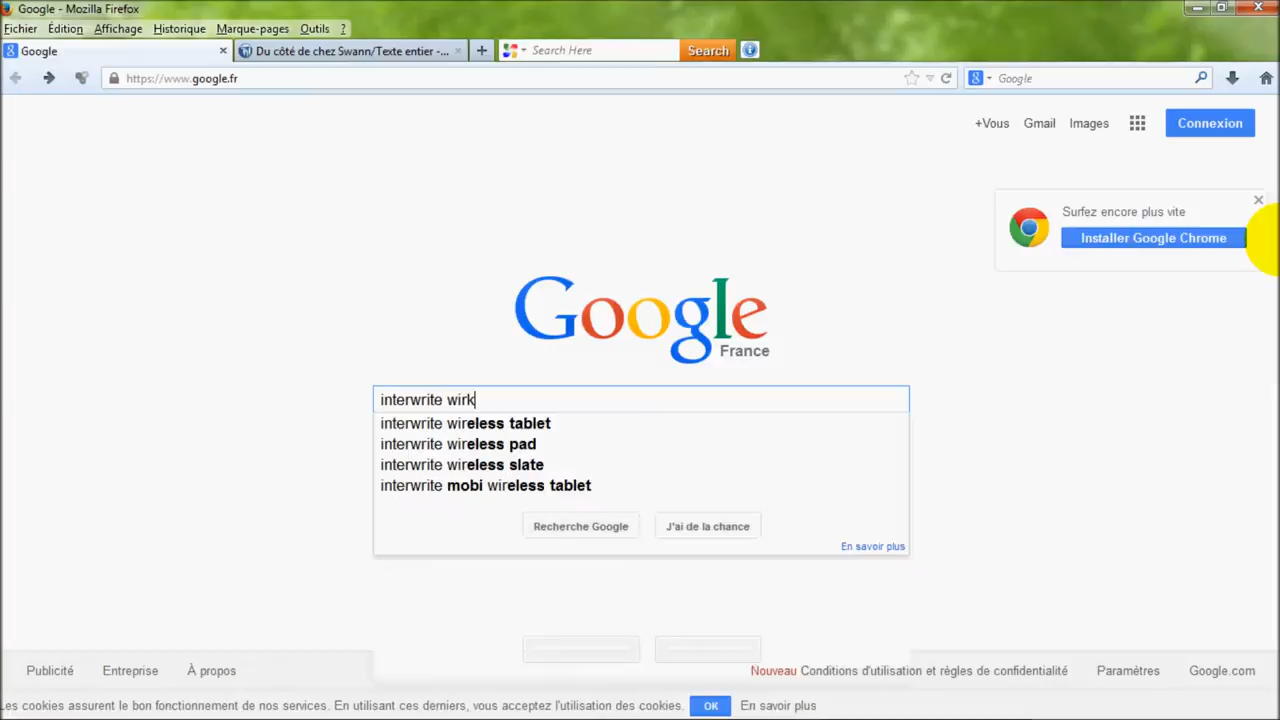 Google - Mozilla Firefox
Fichier Édition Affichage Historique Marque-pages Outils ?
Google
Du côté de chez Swann/Texte entier -...
Search Here
Search
https://www.google.fr
Google
+Vous Gmail Images Connexion
Surfez encore plus vite
Installer Google Chrome
Google
France
interwrite wirk
interwrite wireless tablet
interwrite wireless pad
interwrite wireless slate
interwrite mobi wireless tablet
Recherche Google J'ai de la chance
En savoir plus
Publicité Entreprise À propos Nouveau Conditions d'utilisation et règles de confidentialité Paramètres Google.com
Les cookies assurent le bon fonctionnement de nos services. En utilisant ces derniers, vous acceptez l'utilisation des cookies. OK En savoir plus